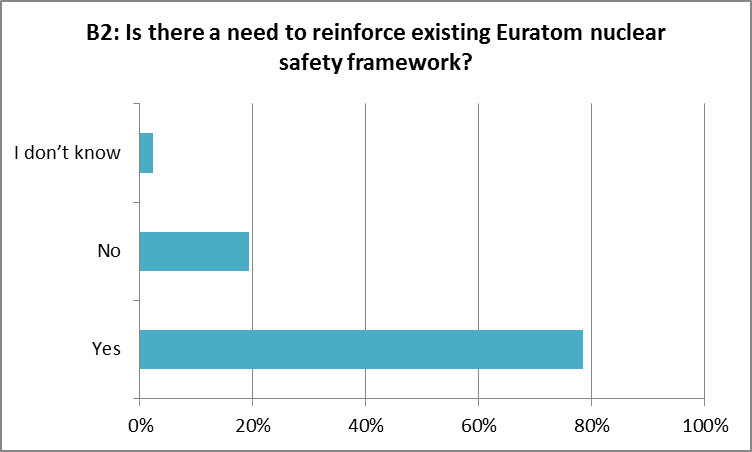 B2: Is there a need to reinforce existing Euratom nuclear
safety framework?
I don’t know
No
Yes
0%
20%
40%
60%
80%
100%